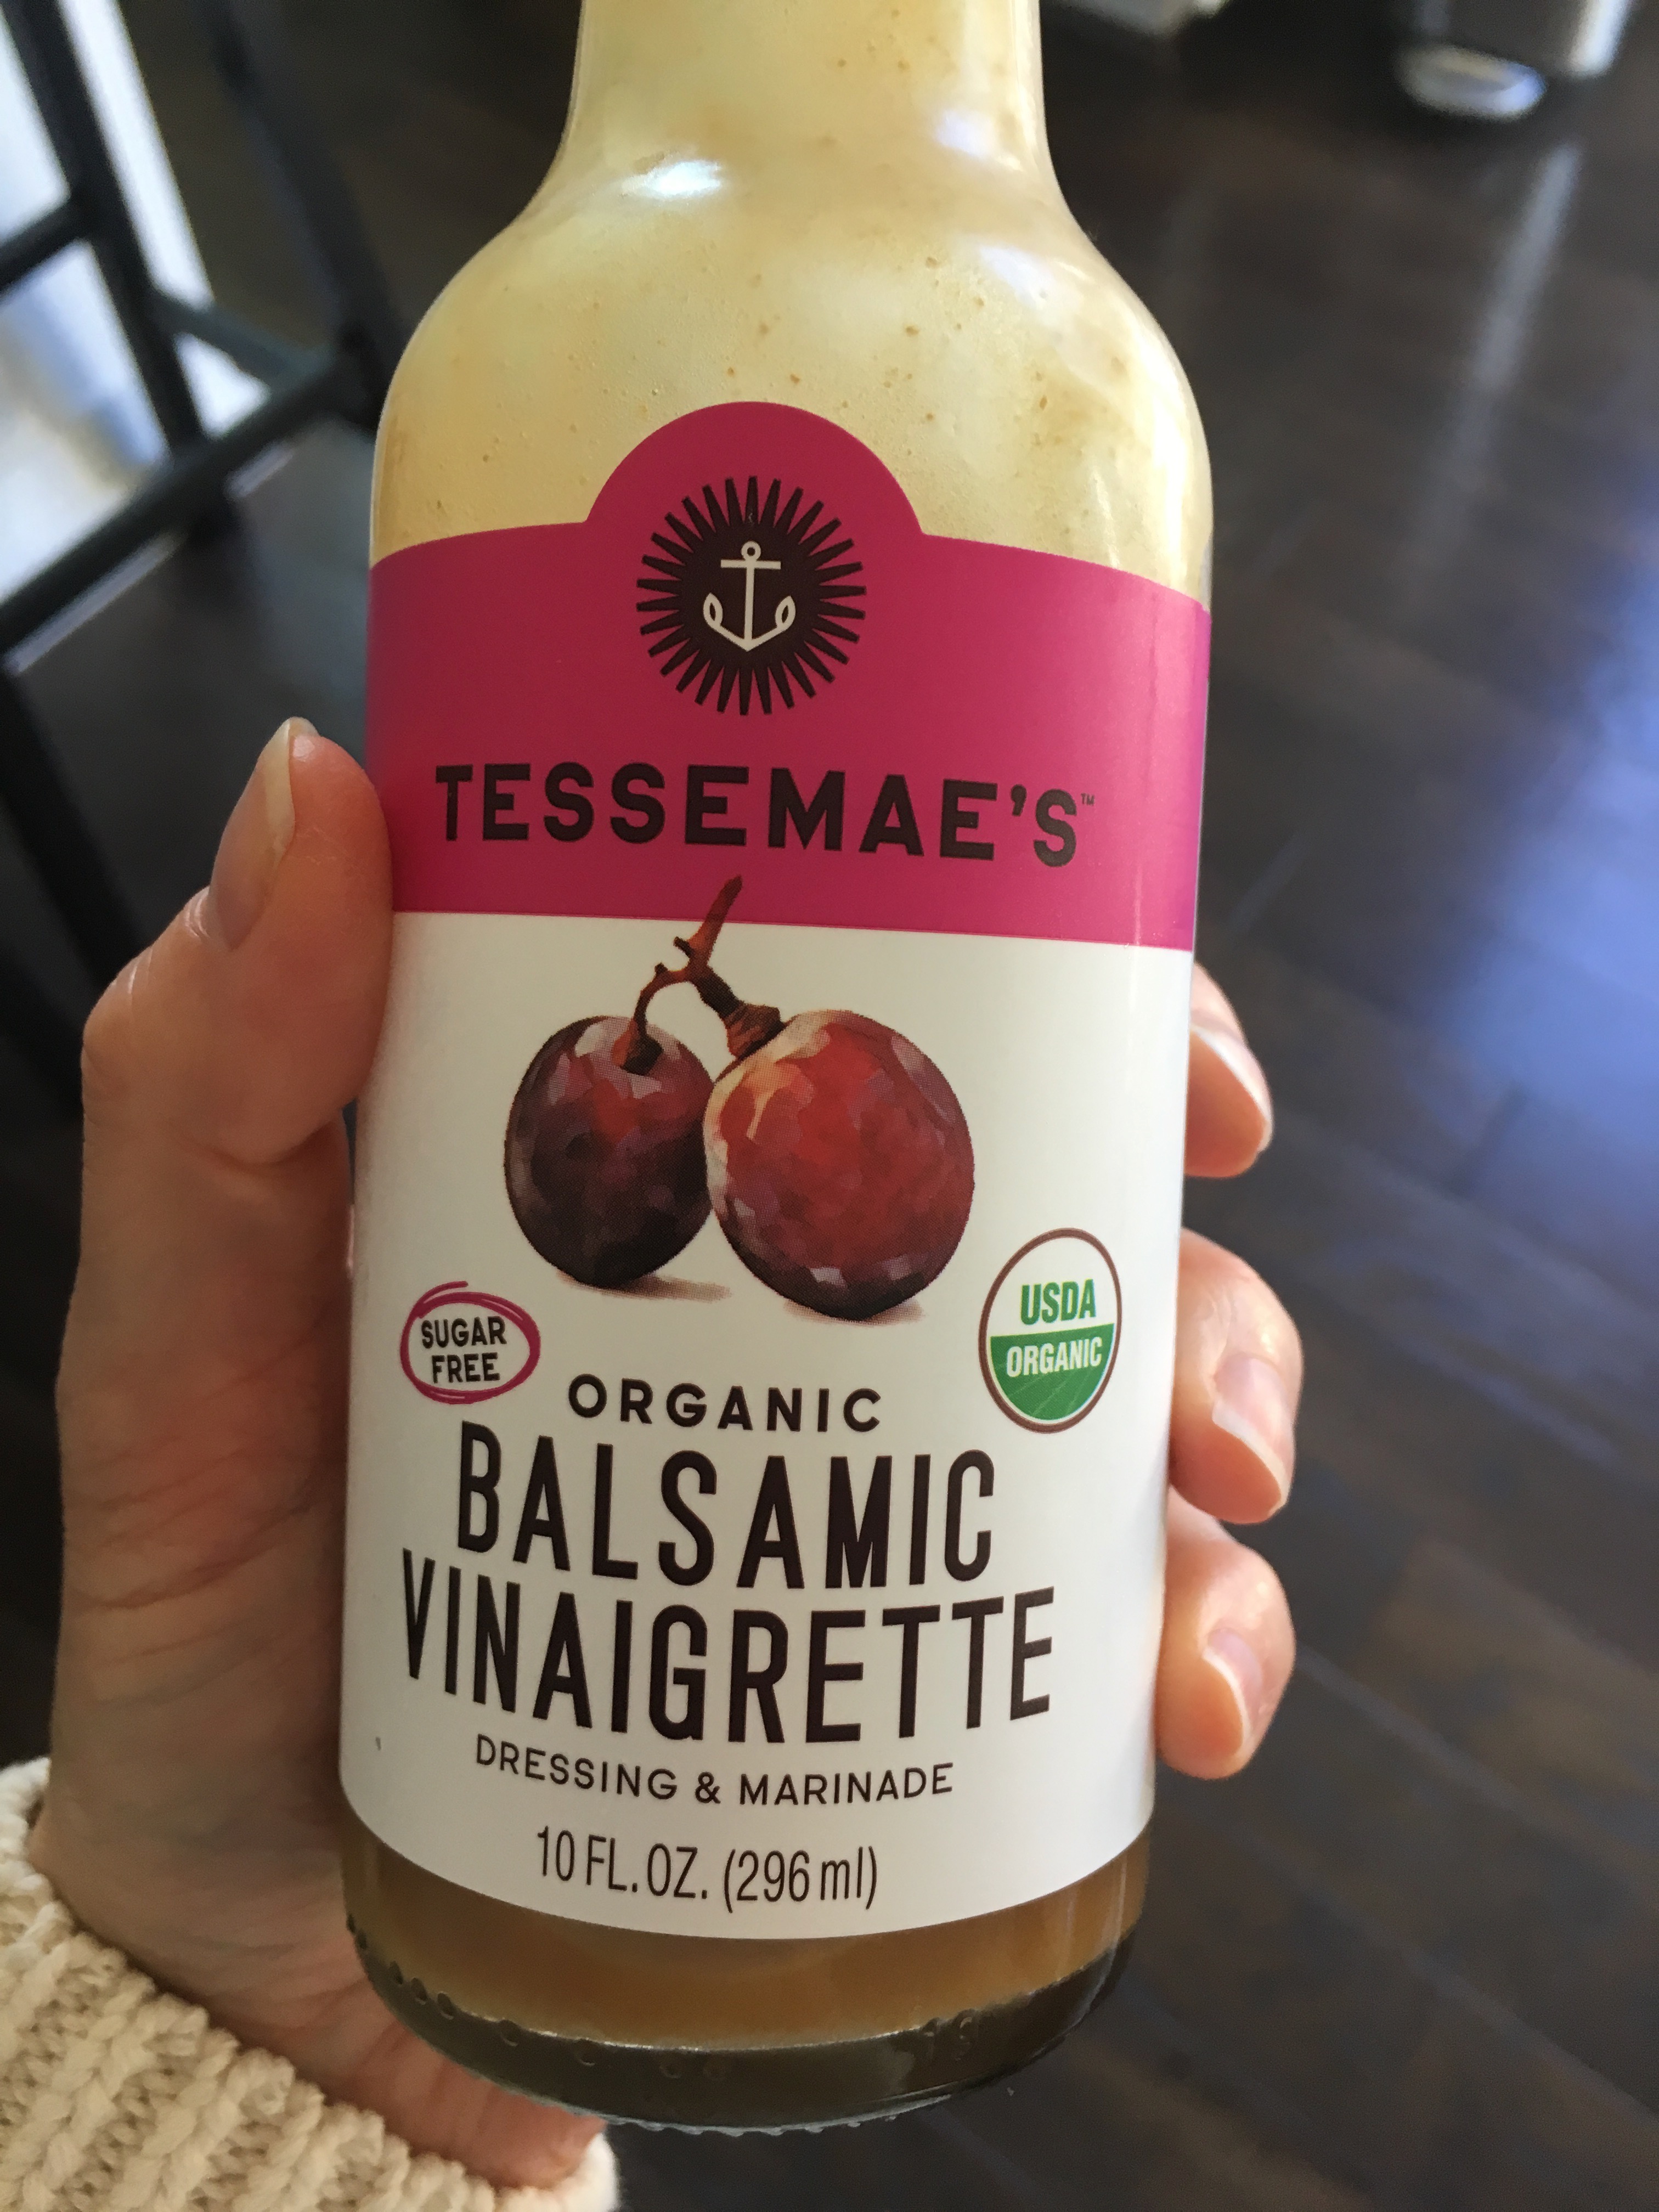 TESSEMAE'S™
SUGAR
FREE
USDA
ORGANIC
ORGANIC
BALSAMIC
VINAIGRETTE
DRESSING & MARINADE
10 FL. OZ. (296 ml)